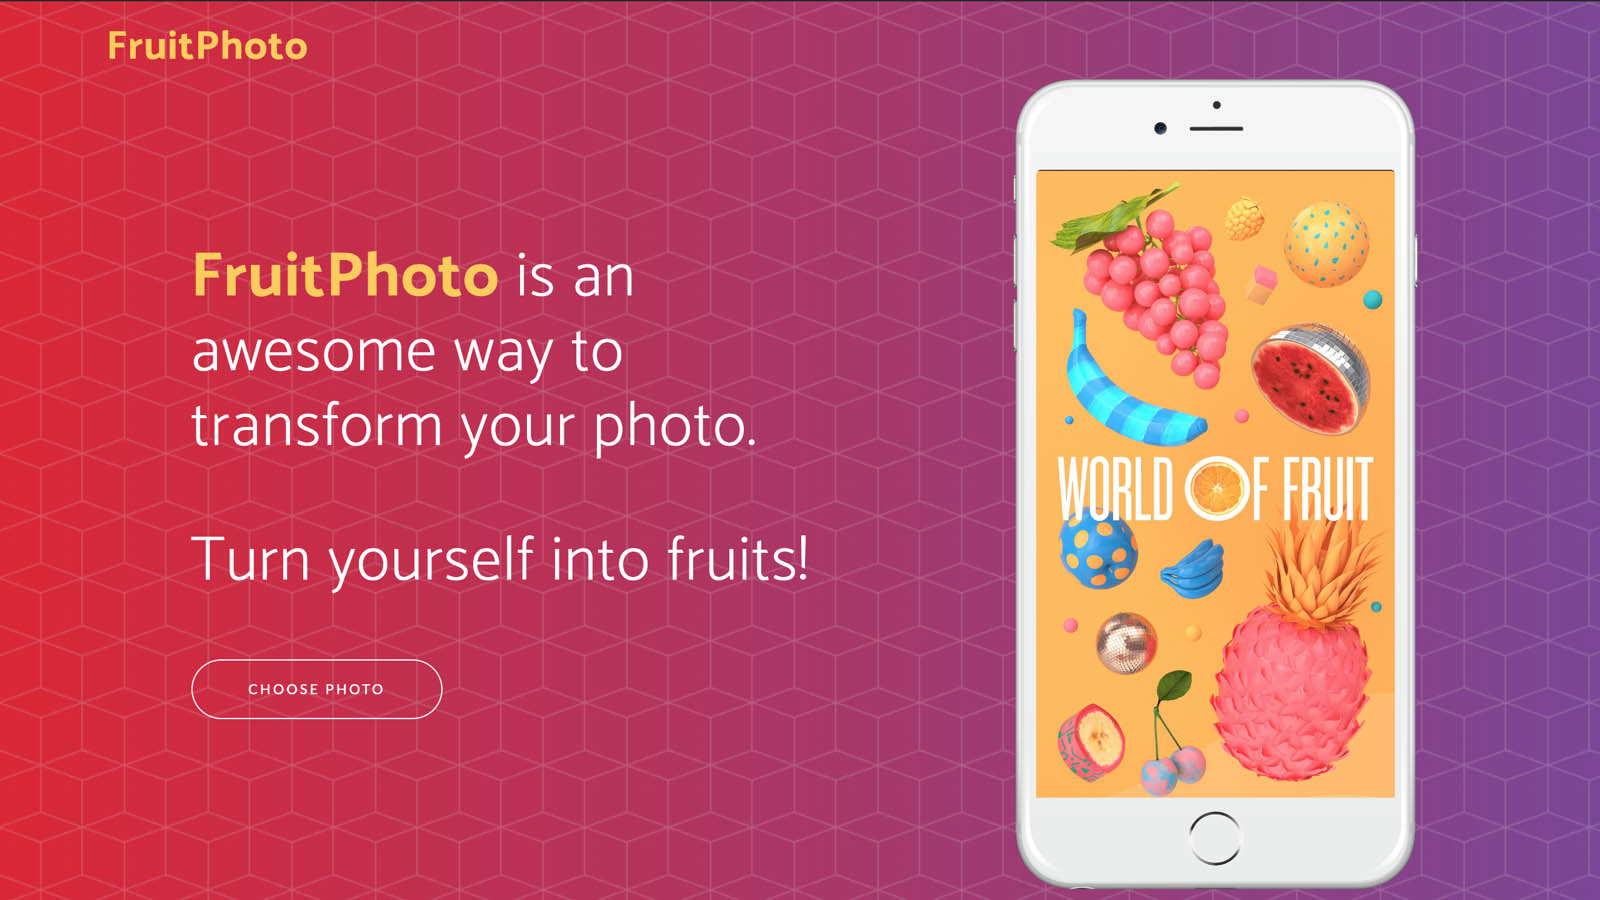 FruitPhoto
FruitPhoto is an
awesome way to
transform your photo.
Turn yourself into fruits!
CHOOSE PHOTO
WORLD OF FRUIT